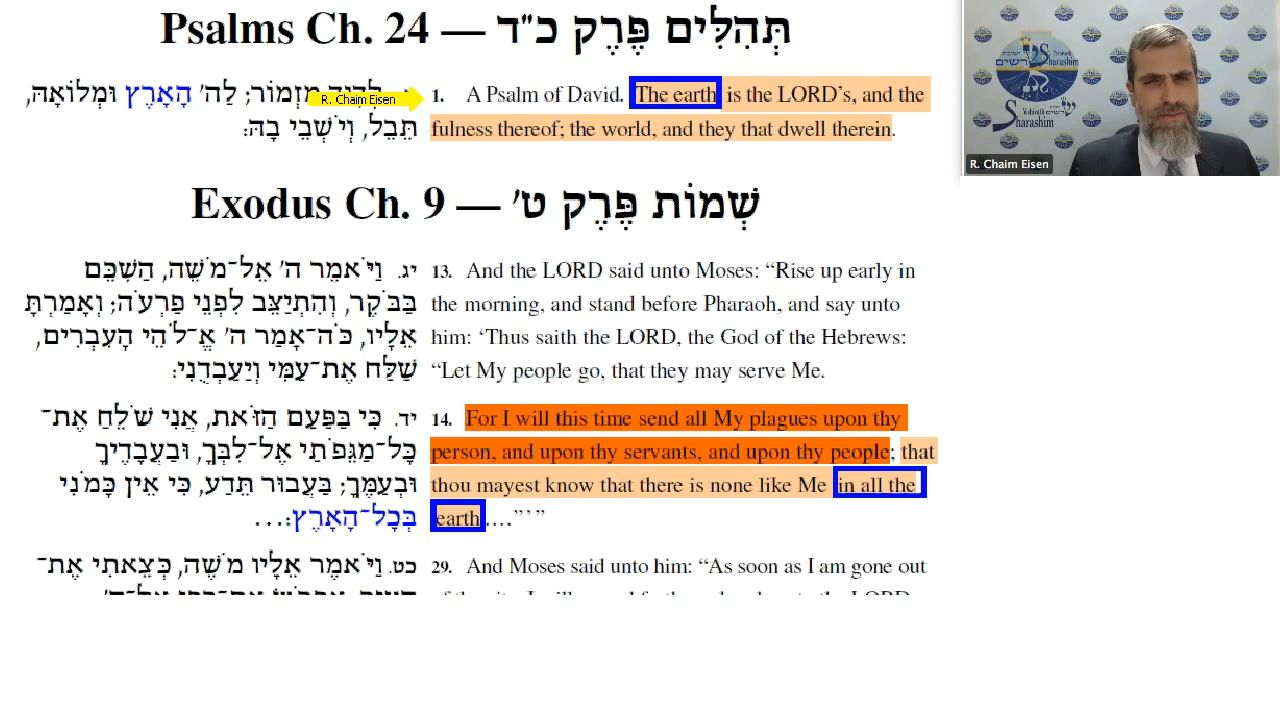 Psalms Ch. 24 — תְּהִלִּים פֶּרֶק כ"ד
מִזְמוֹר; לַה' הָאָרֶץ וּמְלוֹאָהּ,
תֵּבֵל, וְיֹשְׁבֵי בָהּ:
R. Chaim Eisen
1. A Psalm of David. The earth is the LORD’s, and the
fulness thereof; the world, and they that dwell therein.
Exodus Ch. 9 — שְׁמוֹת פֶּרֶק ט'
יג. וַיֹּאמֶר ה' אֶל־מֹשֶׁה, הַשְׁכֵּם
בַּבֹּקֶר, וְהִתְיַצֵּב לִפְנֵי פַרְעֹה; וְאָמַרְתָּ
אֵלָיו, כֹּה־אָמַר ה' אֱ־לֹהֵי הָעִבְרִים,
שַׁלַּח אֶת־עַמִּי וְיַעַבְדֻנִי:
13. And the LORD said unto Moses: “Rise up early in
the morning, and stand before Pharaoh, and say unto
him: ‘Thus saith the LORD, the God of the Hebrews:
“Let My people go, that they may serve Me.
יד. כִּי בַּפַּעַם הַזֹּאת, אֲנִי שֹׁלֵחַ אֶת־
כָּל־מַגֵּפֹתַי אֶל־לִבְּךָ, וּבַעֲבָדֶיךָ
וּבְעַמֶּךָ; בַּעֲבוּר תֵּדַע, כִּי אֵין כָּמֹנִי
בְּכָל־הָאָרֶץ:...
14. For I will this time send all My plagues upon thy
person, and upon thy servants, and upon thy people; that
thou mayest know that there is none like Me in all the
earth....”’”
כט. וַיֹּאמֶר אֵלָיו מֹשֶׁה, כְּצֵאתִי אֶת־
29. And Moses said unto him: “As soon as I am gone out
Yeshivath
Sharashim
R. Chaim Eisen